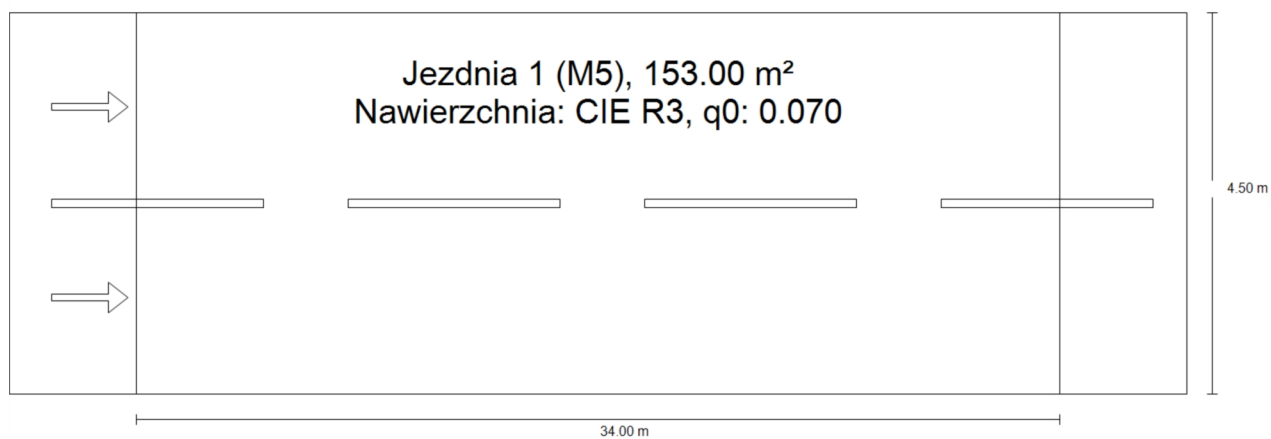 Jezdnia 1 (M5), 153.00 m²
Nawierzchnia: CIE R3, q0: 0.070
4.50 m
34.00 m